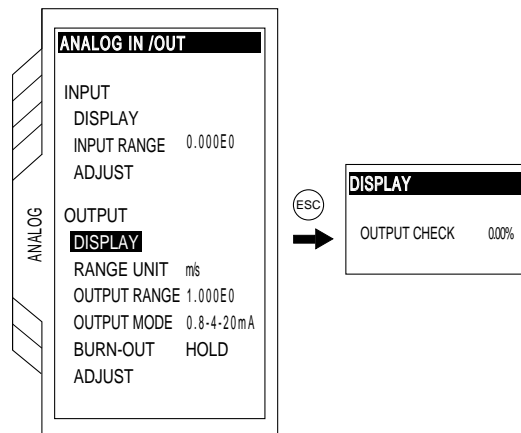 ANALOG IN /OUT
INPUT
DISPLAY
INPUT RANGE 0.000E0
ADJUST
ANALOG
OUTPUT
DISPLAY
RANGE UNIT m/s
OUTPUT RANGE 1.000E0
OUTPUT MODE 0.8-4-20mA
BURN-OUT HOLD
ADJUST
ESC
DISPLAY
OUTPUT CHECK 0.00%